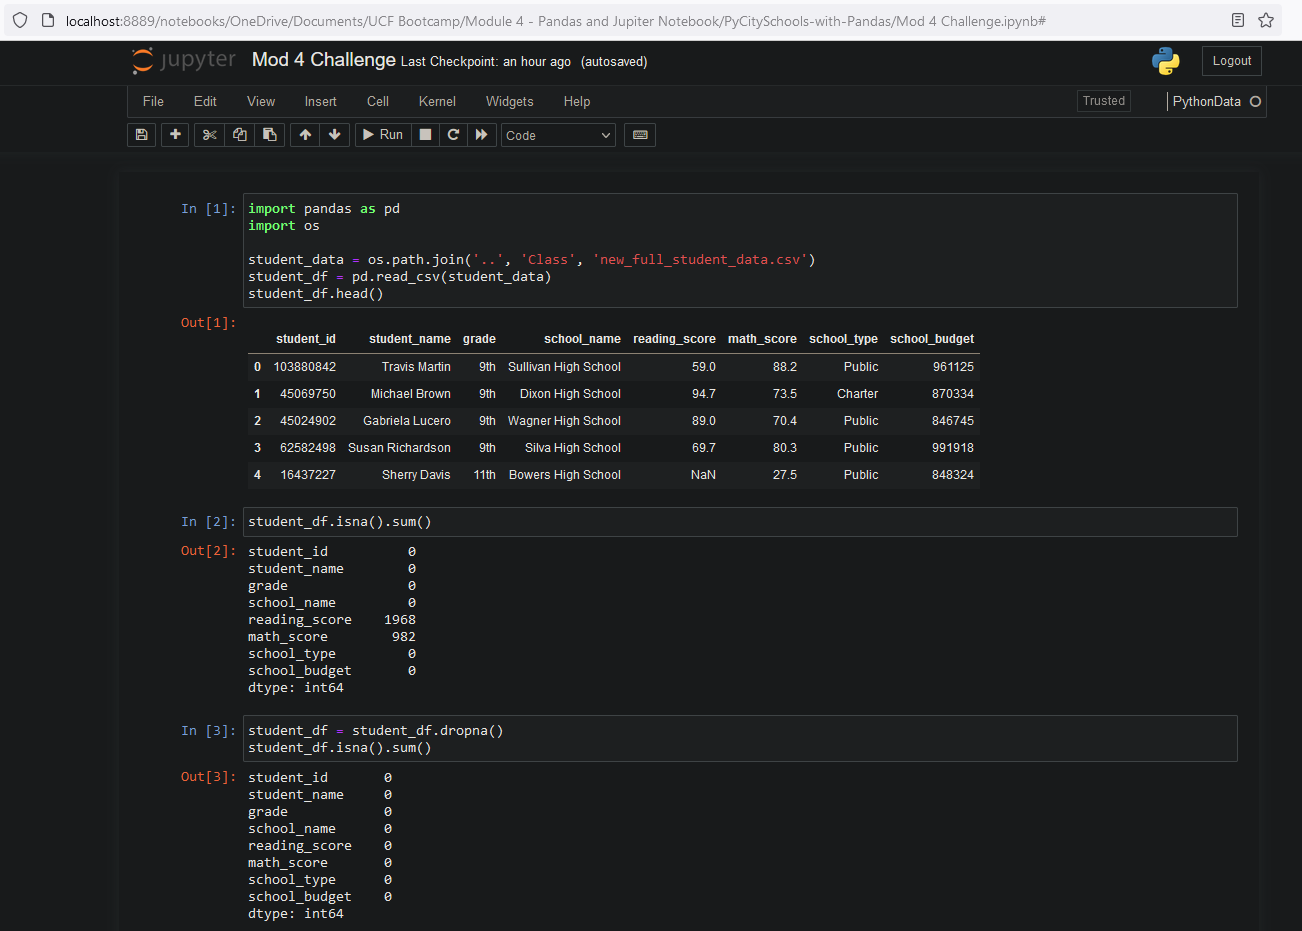 localhost:8889/notebooks/OneDrive/Documents/UCF Bootcamp/Module 4 - Pandas and Jupiter Notebook/PyCitySchools-with-Pandas/Mod 4 Challenge.ipynb#
jupyter Mod 4 Challenge Last Checkpoint: an hour ago (autosaved) Logout
File Edit View Insert Cell Kernel Widgets Help Trusted PythonData
Run Code
In [1]: import pandas as pd
import os
student_data = os.path.join('..', 'Class', 'new_full_student_data.csv')
student_df = pd.read_csv(student_data)
student_df.head()
Out[1]:
student_id student_name grade school_name reading_score math_score school_type school_budget
0 103880842 Travis Martin 9th Sullivan High School 59.0 88.2 Public 961125
1 45069750 Michael Brown 9th Dixon High School 94.7 73.5 Charter 870334
2 45024902 Gabriela Lucero 9th Wagner High School 89.0 70.4 Public 846745
3 62582498 Susan Richardson 9th Silva High School 69.7 80.3 Public 991918
4 16437227 Sherry Davis 11th Bowers High School NaN 27.5 Public 848324
In [2]: student_df.isna().sum()
Out[2]: student_id 0
student_name 0
grade 0
school_name 0
reading_score 1968
math_score 982
school_type 0
school_budget 0
dtype: int64
In [3]: student_df = student_df.dropna()
student_df.isna().sum()
Out[3]: student_id 0
student_name 0
grade 0
school_name 0
reading_score 0
math_score 0
school_type 0
school_budget 0
dtype: int64